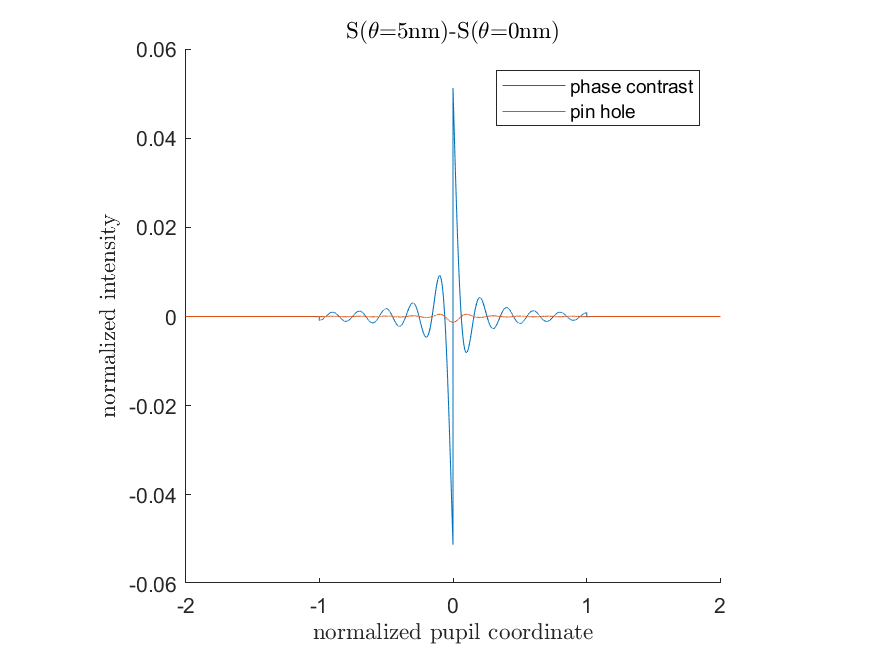 S(θ=5nm)-S(θ=0nm)
0.06
phase contrast
pin hole
0.04
0.02
0
-0.02
-0.04
-0.06
normalized intensity
-2
-1
0
1
2
normalized pupil coordinate